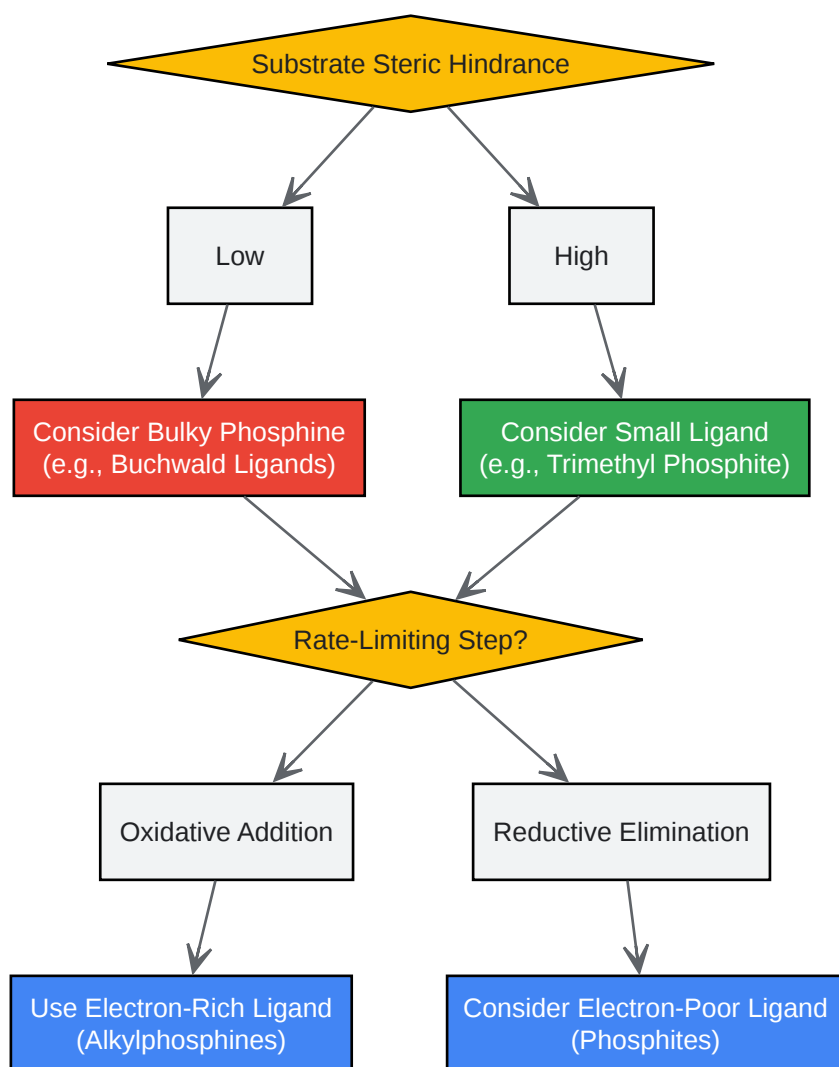 Substrate Steric Hindrance
Low
High
Consider Bulky Phosphine
(e.g., Buchwald Ligands)
Consider Small Ligand
(e.g., Trimethyl Phosphite)
Rate-Limiting Step?
Oxidative Addition
Reductive Elimination
Use Electron-Rich Ligand
(Alkylphosphines)
Consider Electron-Poor Ligand
(Phosphites)